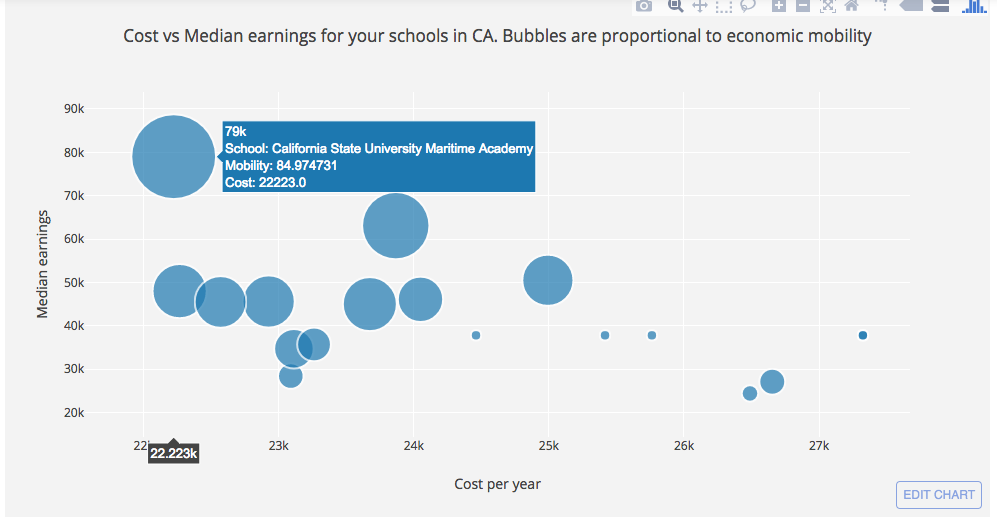 Cost vs Median earnings for your schools in CA. Bubbles are proportional to economic mobility
90k
80k
70k
60k
50k
40k
30k
20k
Median earnings
79k
School: California State University Maritime Academy
Mobility: 84.974731
Cost: 22223.0
22
23k
24k
25k
26k
27k
22.223k
Cost per year
EDIT CHART